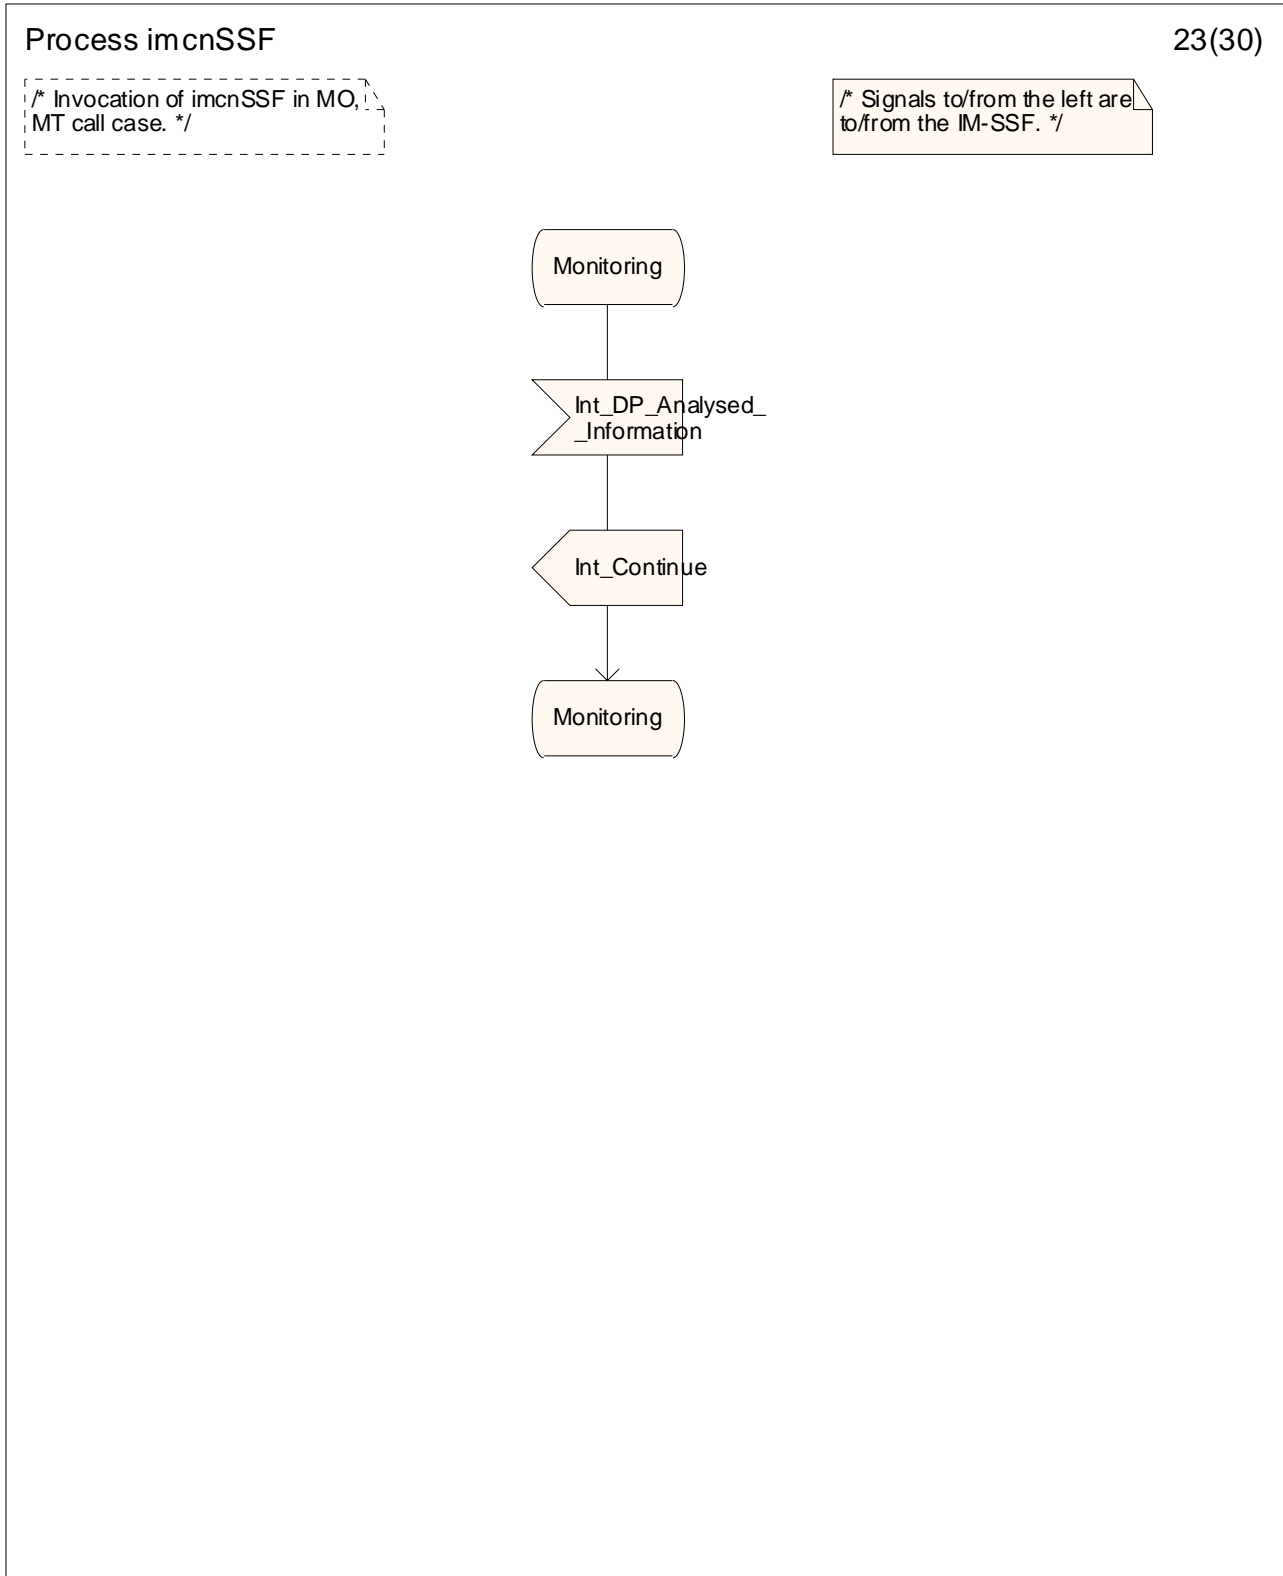 Process imcnSSF
23(30)
/* Invocation of imcnSSF in MO,
MT call case. */
/* Signals to/from the left are
to/from the IM-SSF. */
Monitoring
Int_DP_Analysed_
_Information
Int_Continue
Monitoring